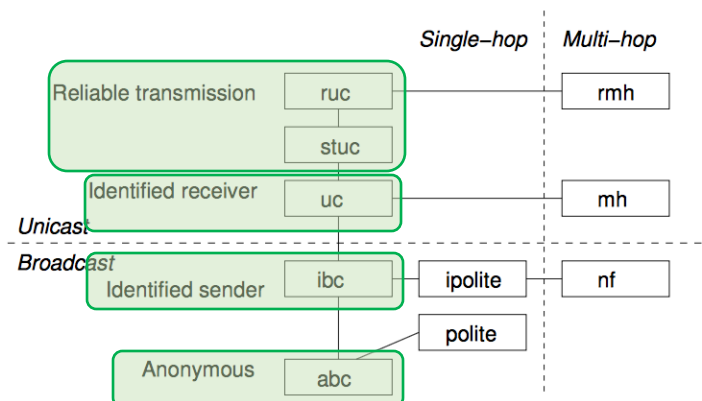 Single-hop Multi-hop
Reliable transmission ruc rmh
stuc
Identified receiver uc mh
Unicast
Broadcast
Identified sender ibc ipolite nf
polite
Anonymous abc